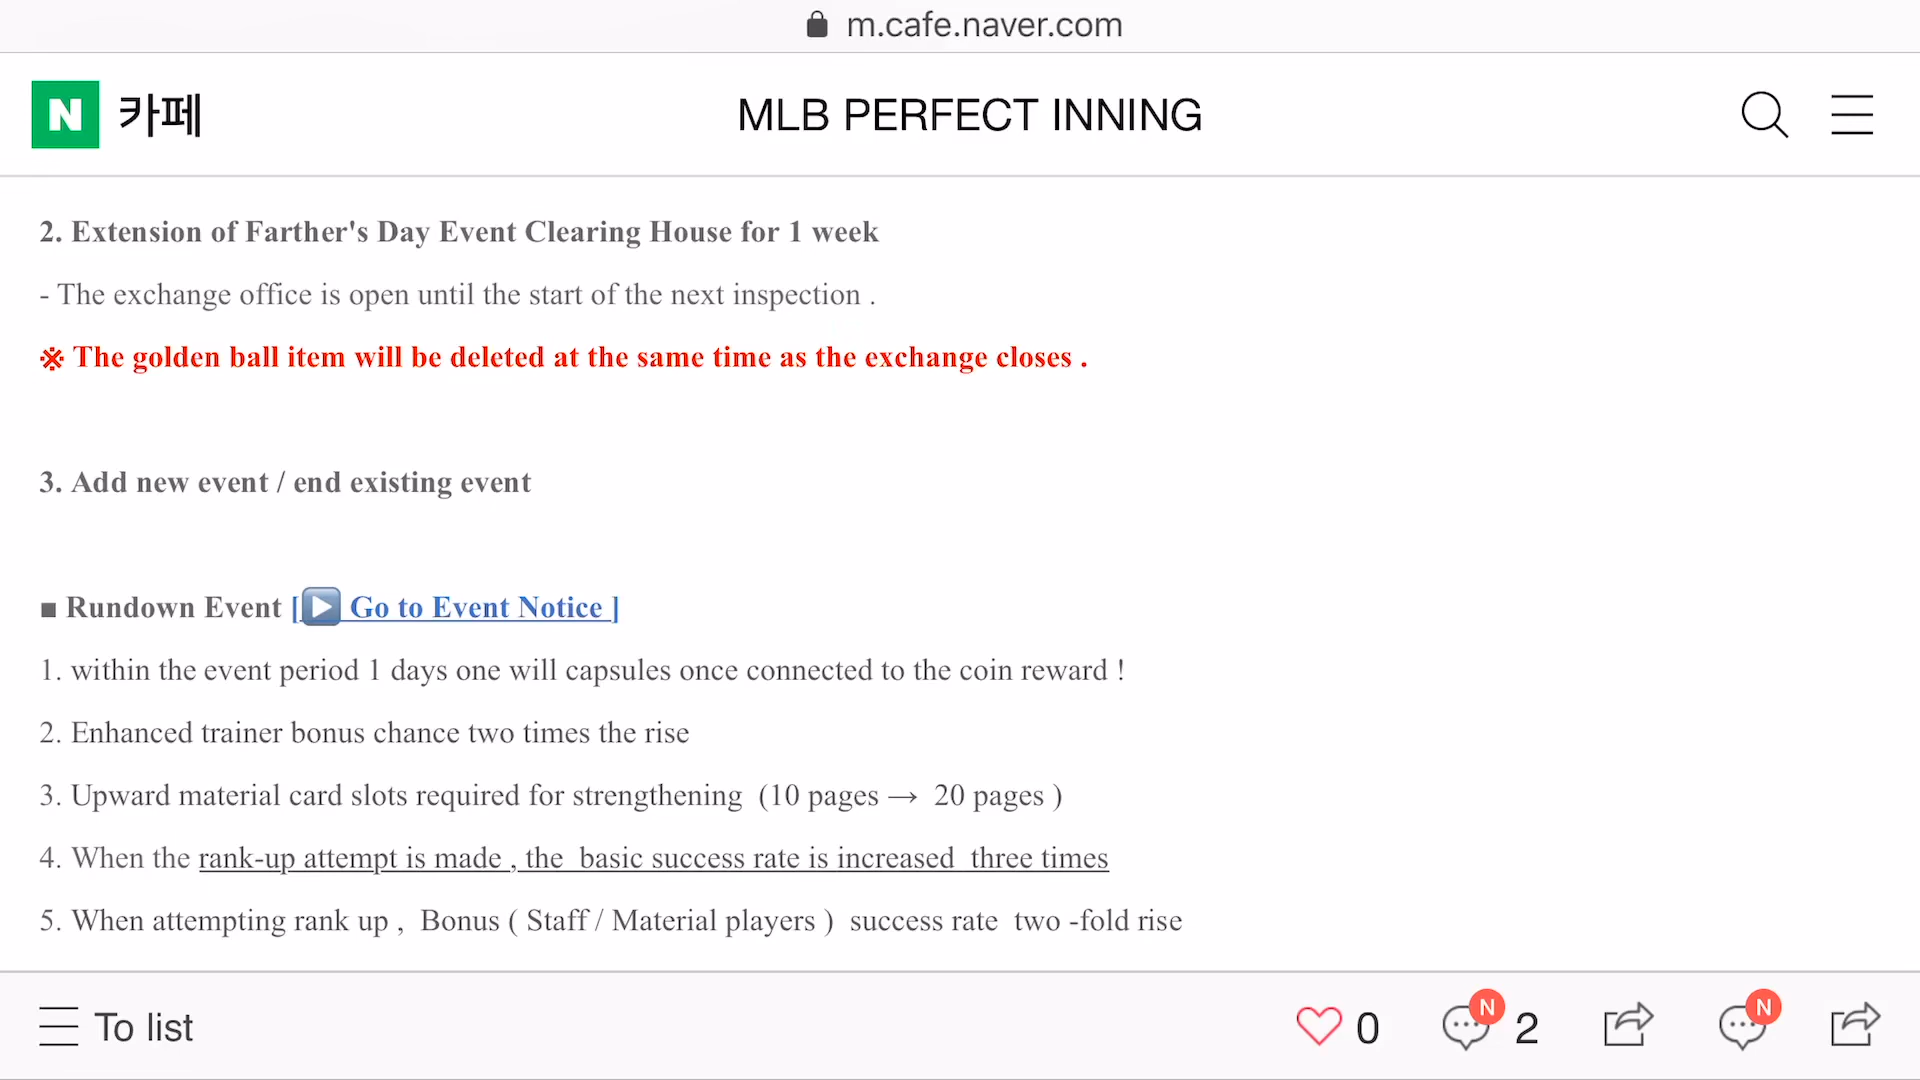 m.cafe.naver.com
N 카페
MLB PERFECT INNING
2. Extension of Farther's Day Event Clearing House for 1 week
- The exchange office is open until the start of the next inspection .
※ The golden ball item will be deleted at the same time as the exchange closes .
3. Add new event / end existing event
■ Rundown Event [▶ Go to Event Notice ]
1. within the event period 1 days one will capsules once connected to the coin reward !
2. Enhanced trainer bonus chance two times the rise
3. Upward material card slots required for strengthening (10 pages → 20 pages )
4. When the rank-up attempt is made , the basic success rate is increased three times
5. When attempting rank up , Bonus ( Staff / Material players ) success rate two -fold rise
To list 0 N 2 N